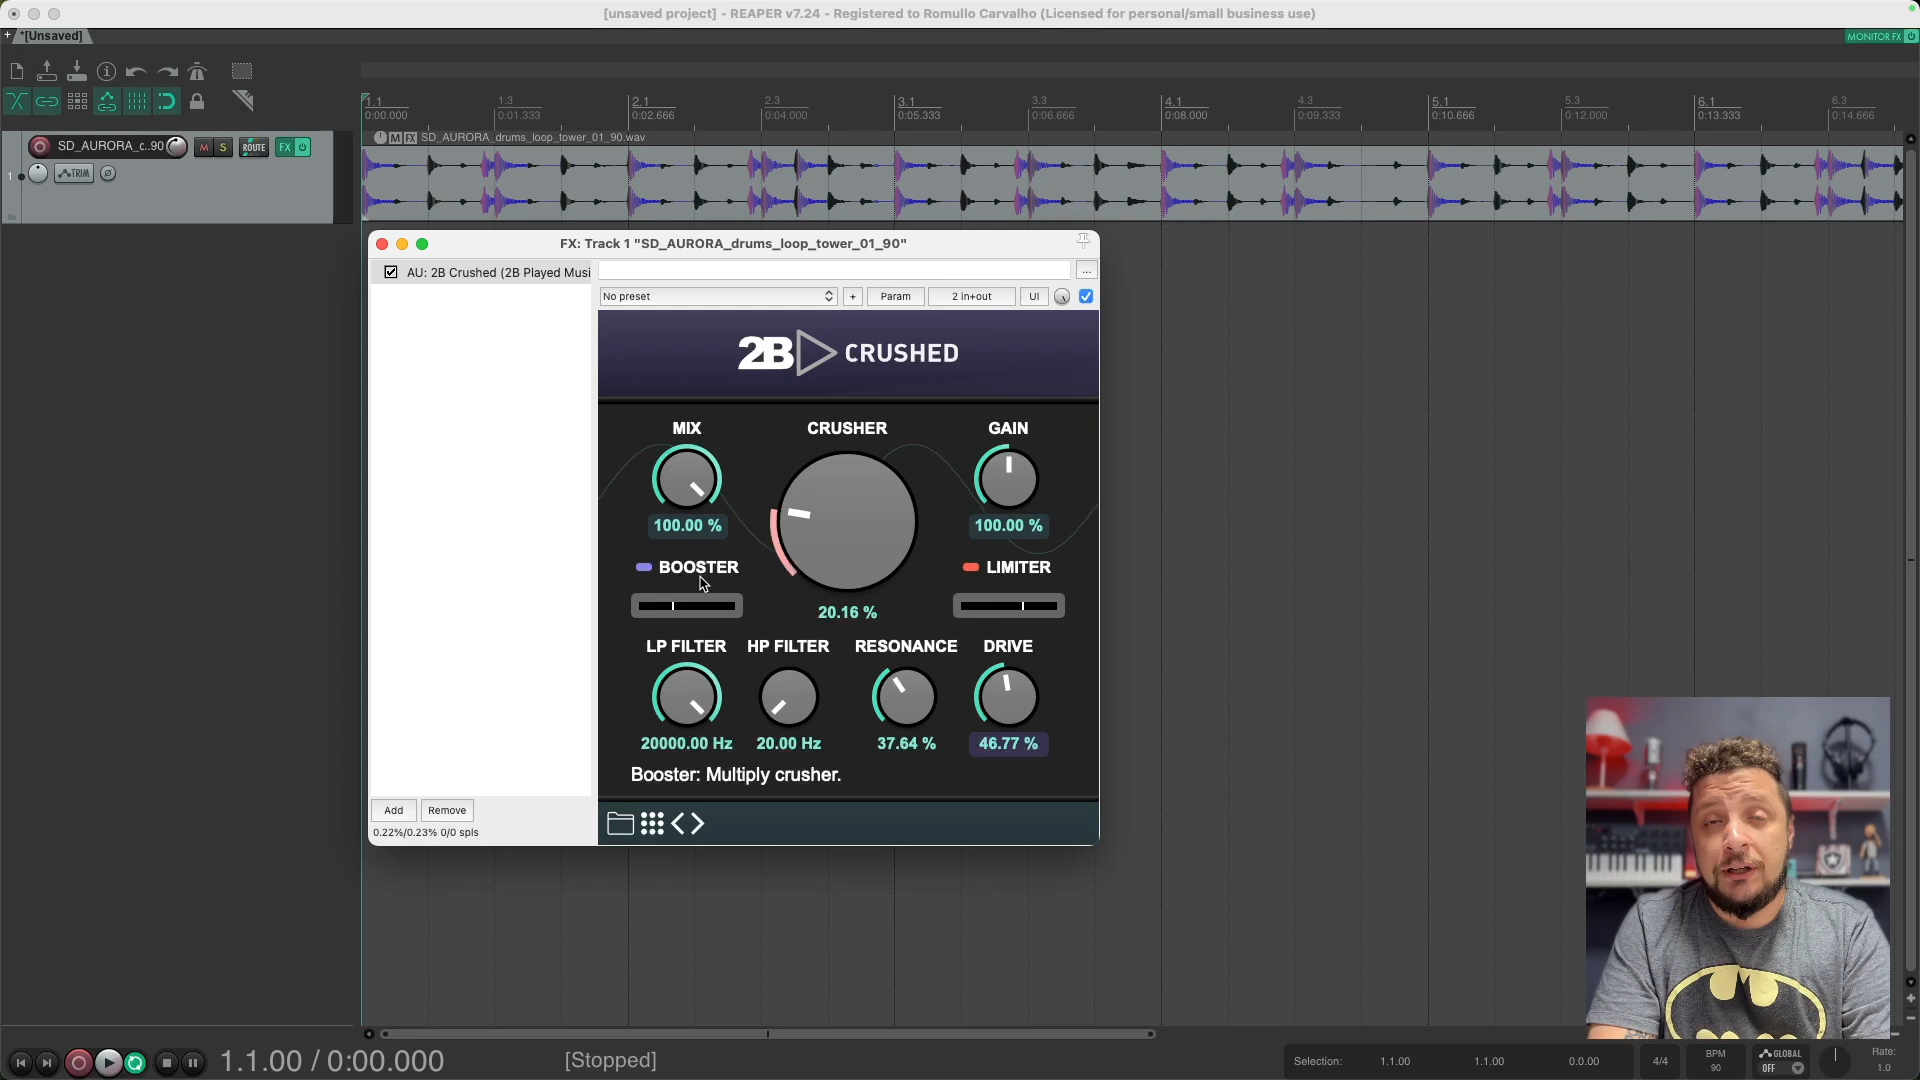 [unsaved project] - REAPER v7.24 - Registered to Romullo Carvalho (Licensed for personal/small business use)
+ *[Unsaved]
MONITOR FX
1.1 1.3 2.1 2.3 3.1 3.3 4.1 4.3 5.1 5.3 6.1 6.3
0:00.000 0:01.333 0:02.666 0:04.000 0:05.333 0:06.666 0:08.000 0:09.333 0:10.666 0:12.000 0:13.333 0:14.666
M FX SD_AURORA_drums_loop_tower_01_90.wav
SD_AURORA_c..90 M S ROUTE FX
1 TRIM
FX: Track 1 "SD_AURORA_drums_loop_tower_01_90"
AU: 2B Crushed (2B Played Musi
...
No preset + Param 2 in+out UI
2B CRUSHED
MIX CRUSHER GAIN
100.00 % 100.00 %
BOOSTER LIMITER
20.16 %
LP FILTER HP FILTER RESONANCE DRIVE
20000.00 Hz 20.00 Hz 37.64 % 46.77 %
Booster: Multiply crusher.
Add Remove
0.22%/0.23% 0/0 spls
1.1.00 / 0:00.000 [Stopped] Selection: 1.1.00 1.1.00 0.0.00 4/4
BPM
90
GLOBAL
OFF
Rate:
1.0